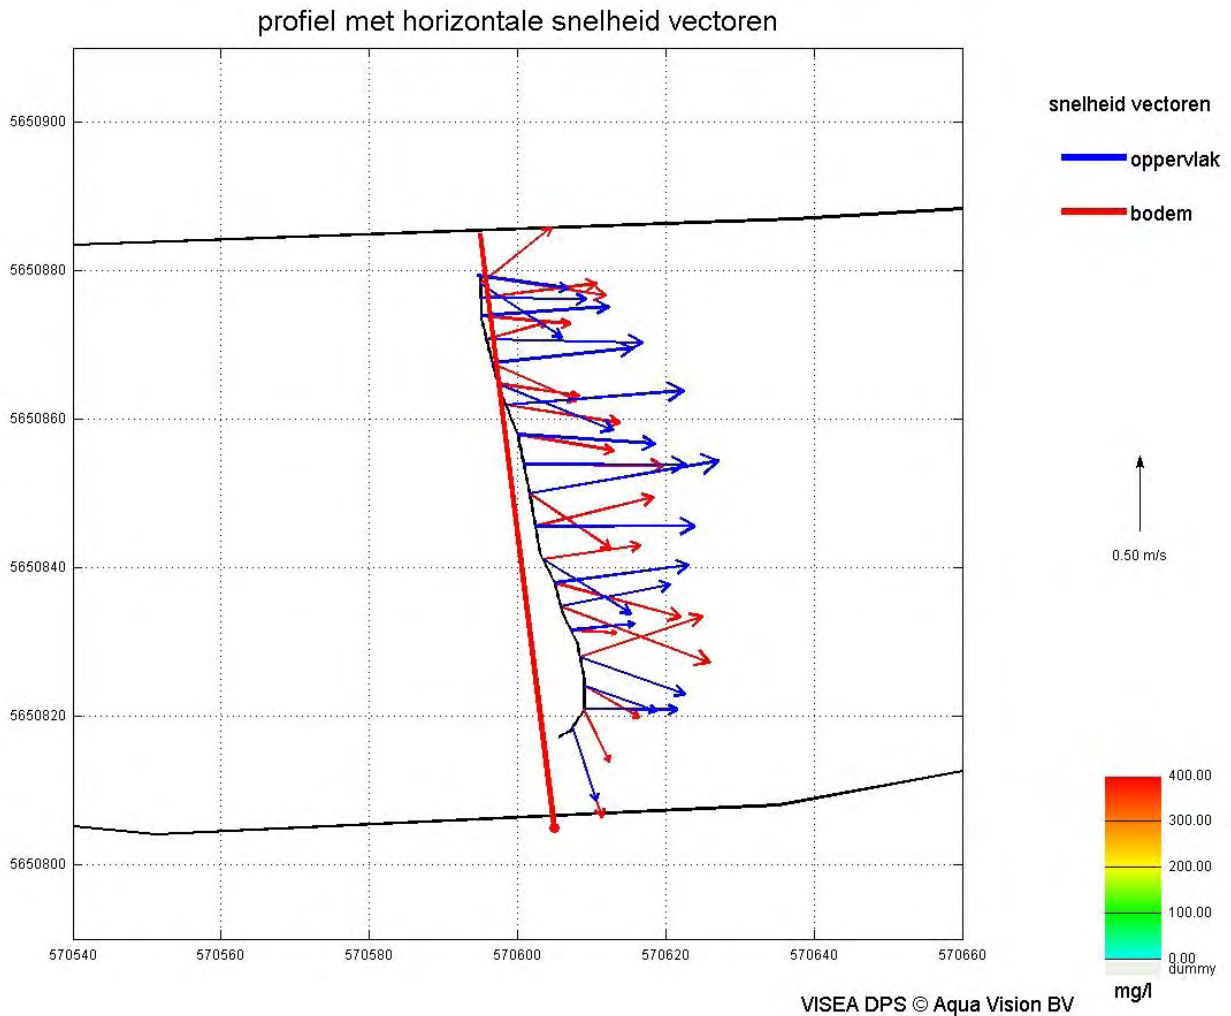 profiel met horizontale snelheid vectoren
snelheid vectoren
oppervlak
bodem
5650900
5650880
5650860
5650840
5650820
5650800
570540
570560
570580
570600
570620
570640
570660
0.50 m/s
400.00
300.00
200.00
100.00
0.00
dummy
mg/l
VISEA DPS © Aqua Vision BV